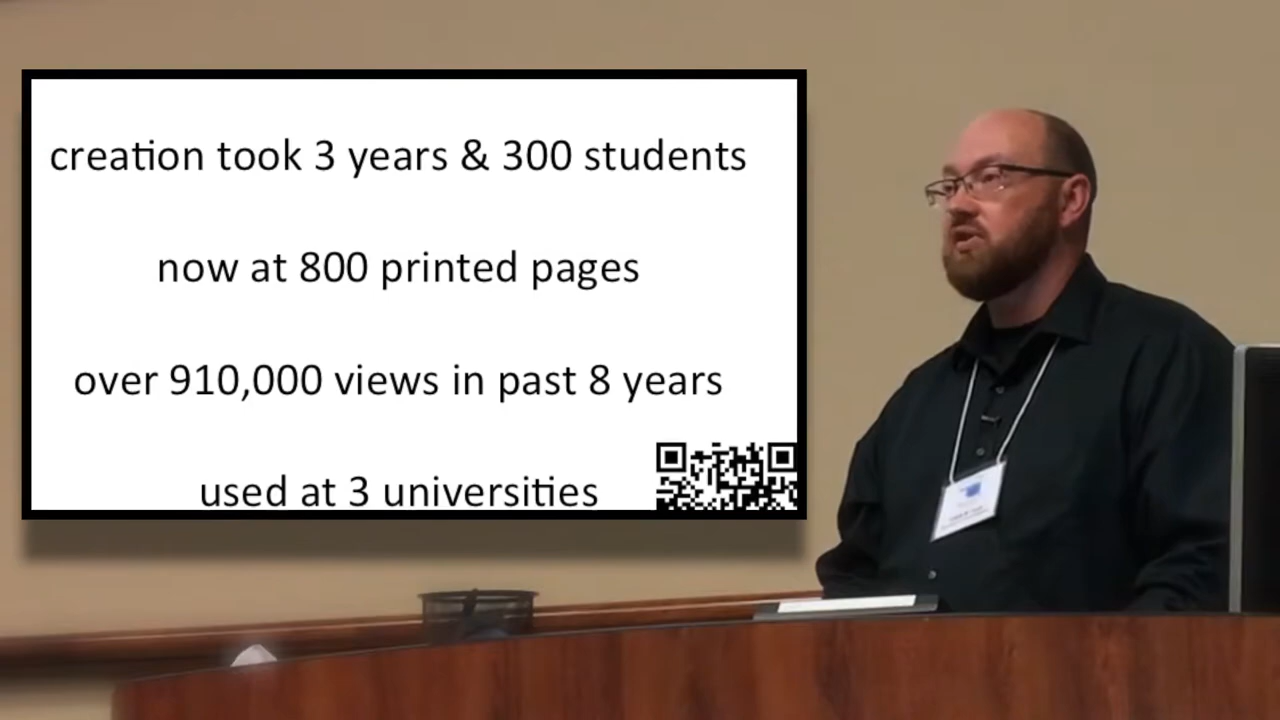 creation took 3 years & 300 students
now at 800 printed pages
over 910,000 views in past 8 years
used at 3 universities